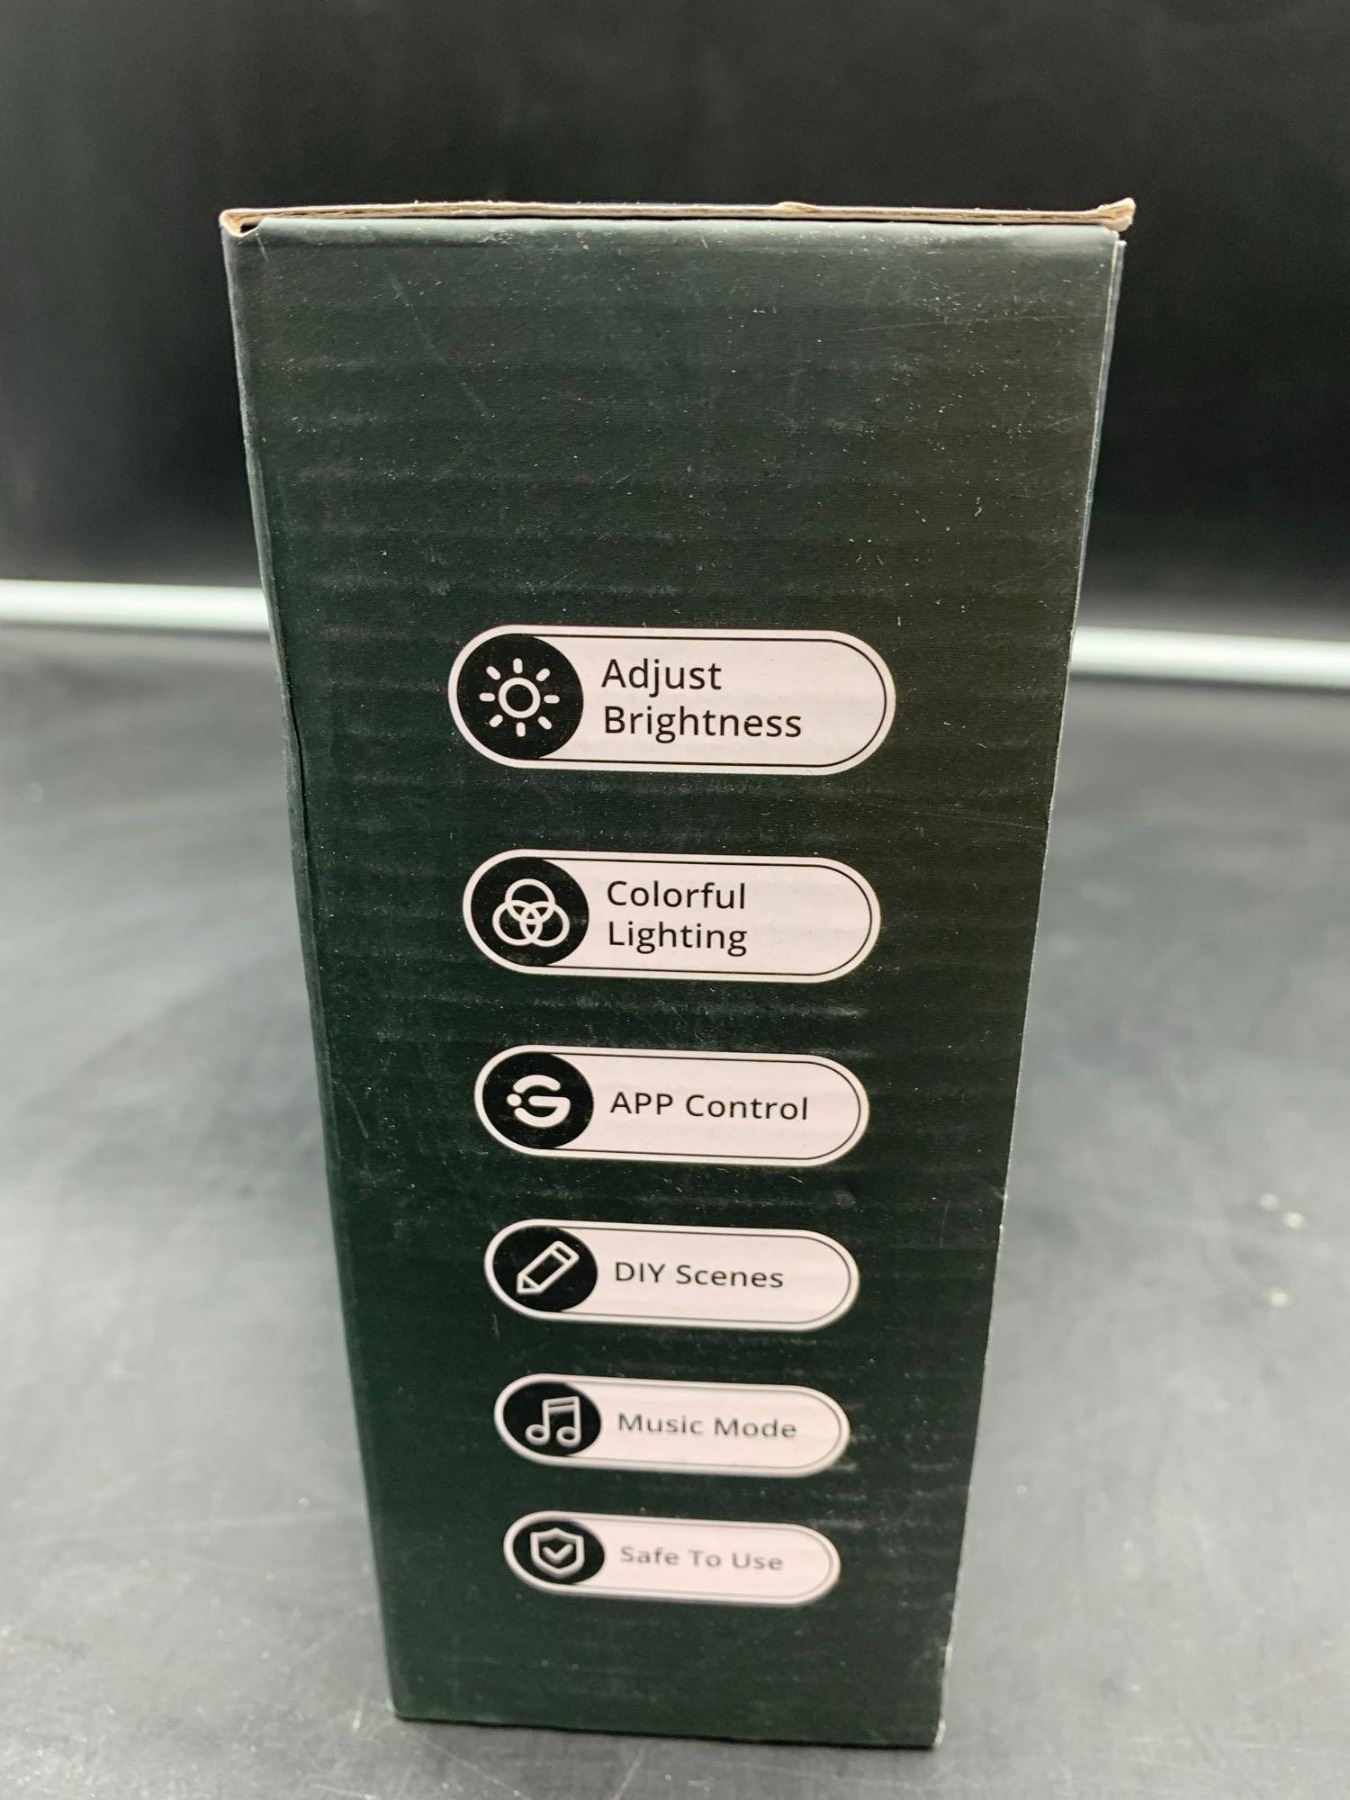 Adjust
Brightness
Colorful
Lighting
APP Control
DIY Scenes
Music Mode
Safe To Use